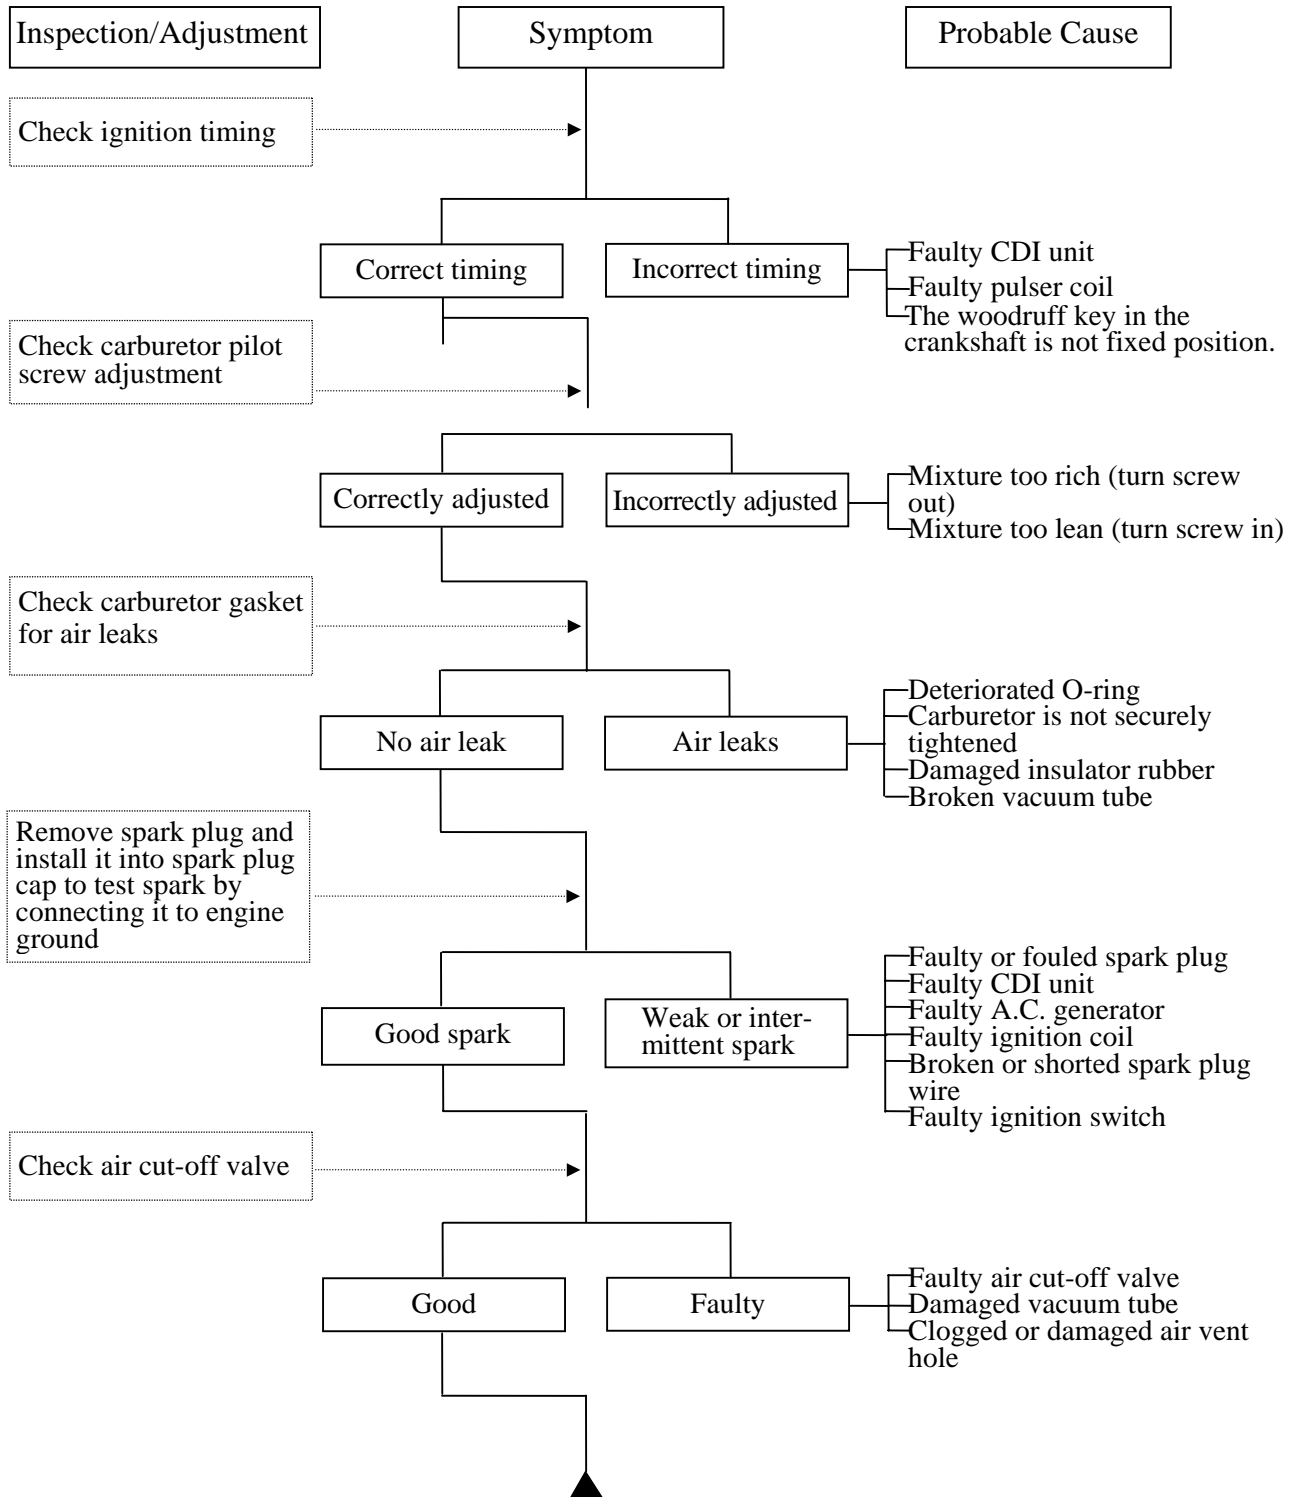 Inspection/Adjustment
Symptom
Probable Cause
Check ignition timing
Correct timing
Incorrect timing
Faulty CDI unit
Faulty pulser coil
The woodruff key in the
crankshaft is not fixed position.
Check carburetor pilot
screw adjustment
Correctly adjusted
Incorrectly adjusted
Mixture too rich (turn screw
out)
Mixture too lean (turn screw in)
Check carburetor gasket
for air leaks
No air leak
Air leaks
Deteriorated O-ring
Carburetor is not securely
tightened
Damaged insulator rubber
Broken vacuum tube
Remove spark plug and
install it into spark plug
cap to test spark by
connecting it to engine
ground
Good spark
Weak or inter-
mittent spark
Faulty or fouled spark plug
Faulty CDI unit
Faulty A.C. generator
Faulty ignition coil
Broken or shorted spark plug
wire
Faulty ignition switch
Check air cut-off valve
Good
Faulty
Faulty air cut-off valve
Damaged vacuum tube
Clogged or damaged air vent
hole